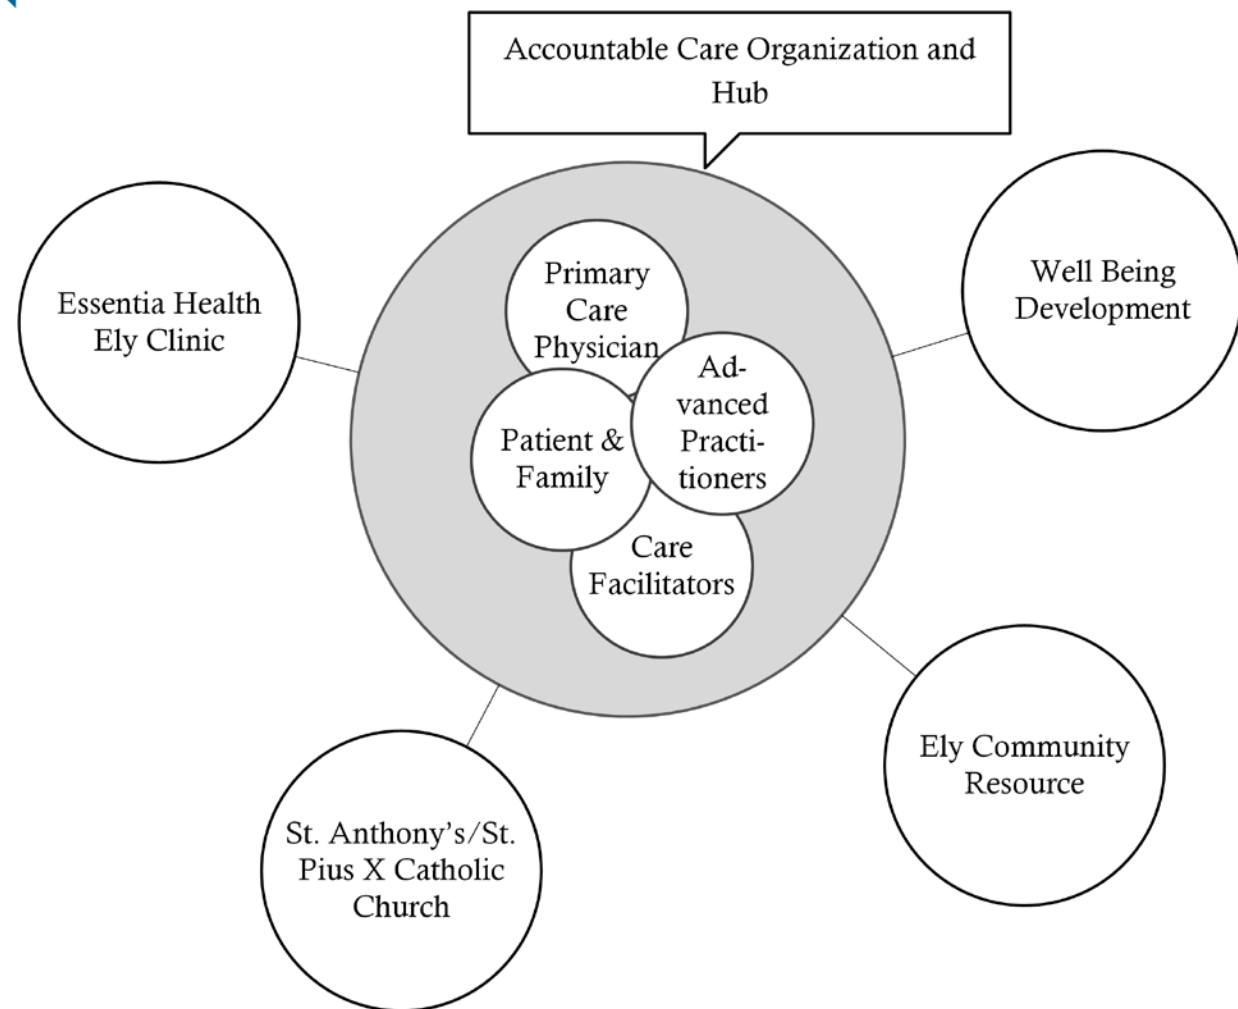 Accountable Care Organization and
Hub
Essentia Health
Ely Clinic
Primary
Care
Physician
Well Being
Development
Ad-
vanced
Practi-
tioners
Patient &
Family
Care
Facilitators
Ely Community
Resource
St. Anthony’s/St.
Pius X Catholic
Church